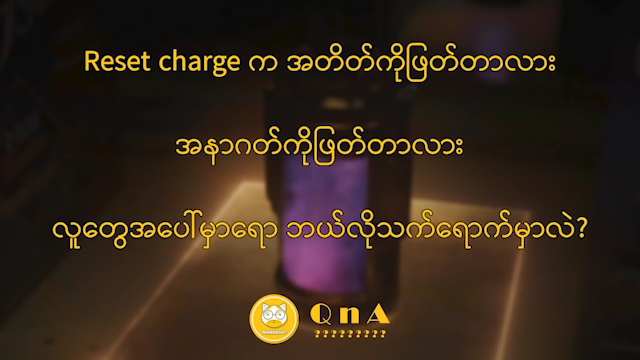 Reset charge က အတိတ်ကိုဖြတ်တာလား
အနာဂတ်ကိုဖြတ်တာလား
လူတွေအပေါ်မှာရော ဘယ်လိုသက်ရောက်မှာလဲ?
QnA
?????????